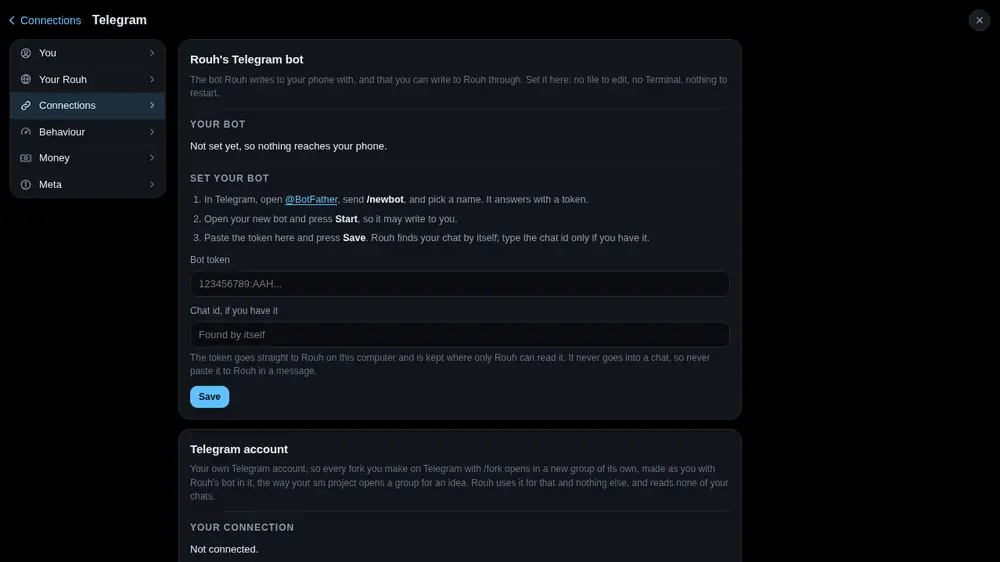 Connections Telegram
You
Your Rouh
Connections
Behaviour
Money
Meta
Rouh's Telegram bot
The bot Rouh writes to your phone with, and that you can write to Rouh through. Set it here: no file to edit, no Terminal, nothing to
restart.
YOUR BOT
Not set yet, so nothing reaches your phone.
SET YOUR BOT
1. In Telegram, open @BotFather, send /newbot, and pick a name. It answers with a token.
2. Open your new bot and press Start, so it may write to you.
3. Paste the token here and press Save. Rouh finds your chat by itself; type the chat id only if you have it.
Bot token
123456789:AAH...
Chat id, if you have it
Found by itself
The token goes straight to Rouh on this computer and is kept where only Rouh can read it. It never goes into a chat, so never
paste it to Rouh in a message.
Save
Telegram account
Your own Telegram account, so every fork you make on Telegram with /fork opens in a new group of its own, made as you with
Rouh's bot in it, the way your sm project opens a group for an idea. Rouh uses it for that and nothing else, and reads none of your
chats.
YOUR CONNECTION
Not connected.